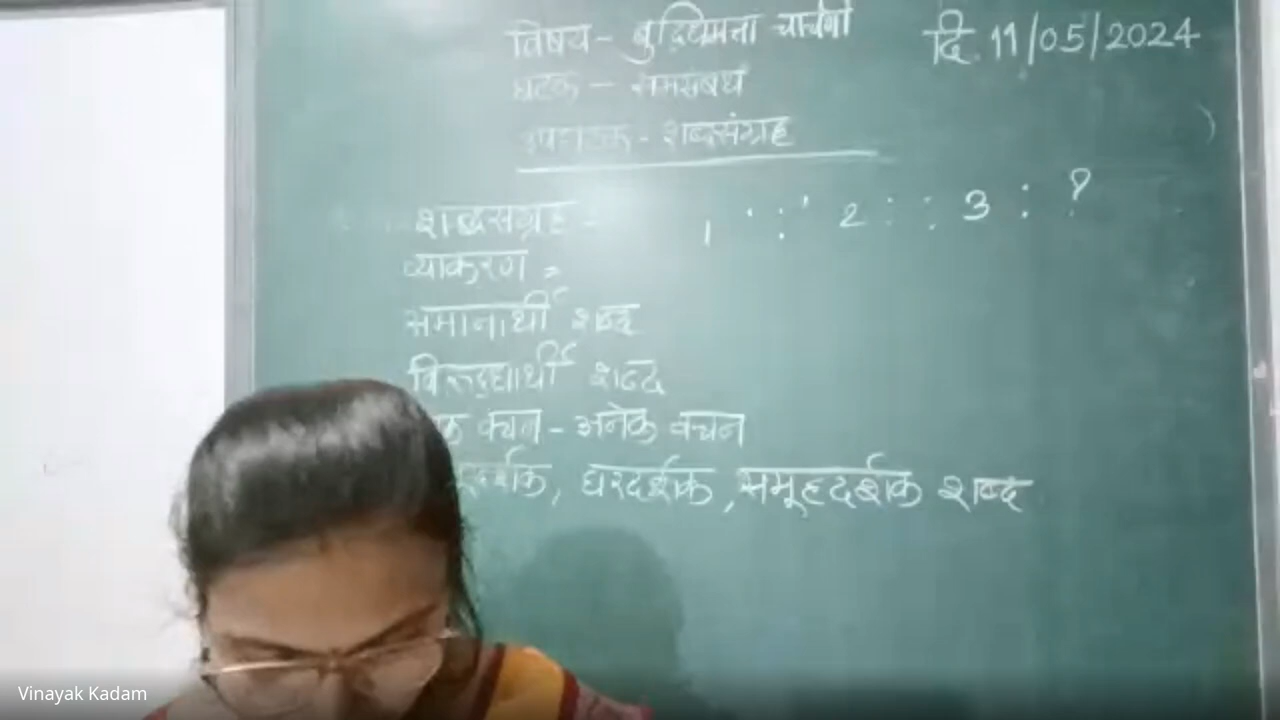 विषय - बुद्धिमत्ता चाचणी
दि. 11/05/2024
घटक - समसंबंध
उपघटक - शब्दसंग्रह
शब्दसंग्रह -
1 : 2 :: 3 : ?
व्याकरण -
समानार्थी शब्द
विरुद्धार्थी शब्द
वचन - अनेक वचन
दर्शक, घरदर्शक, समूहदर्शक शब्द
Vinayak Kadam